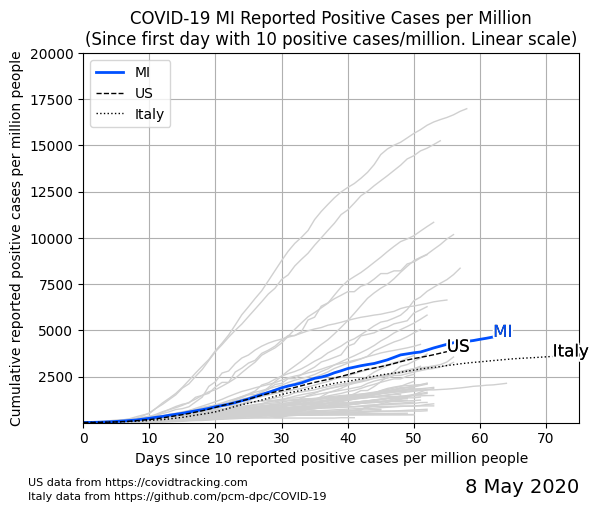 COVID-19 MI Reported Positive Cases per Million
(Since first day with 10 positive cases/million. Linear scale)
Cumulative reported positive cases per million people
20000
17500
15000
12500
10000
7500
5000
2500
MI
US
Italy
MI
US
Italy
0 10 20 30 40 50 60 70
Days since 10 reported positive cases per million people
US data from https://covidtracking.com
Italy data from https://github.com/pcm-dpc/COVID-19
8 May 2020